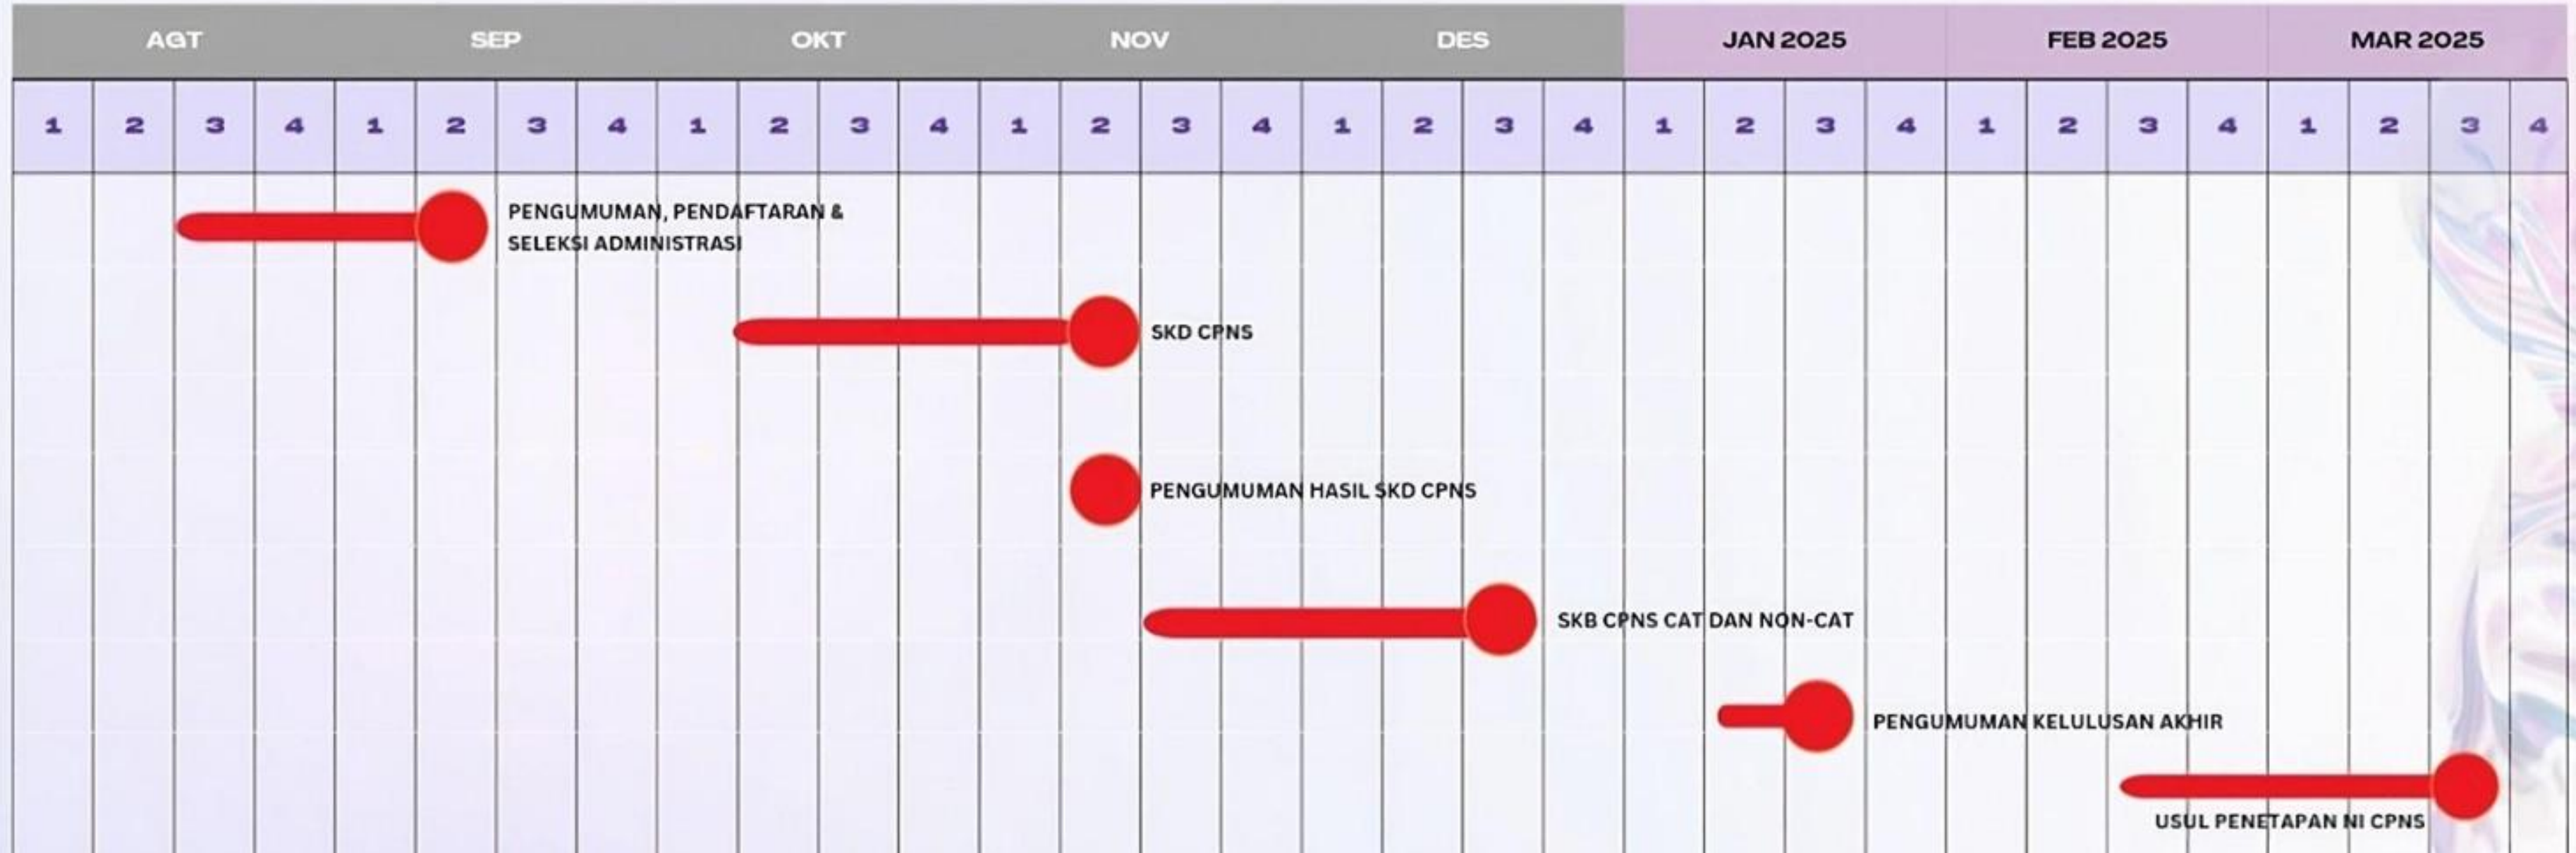 AGT SEP OKT NOV DES JAN 2025 FEB 2025 MAR 2025
1 2 3 4 1 2 3 4 1 2 3 4 1 2 3 4 1 2 3 4 1 2 3 4 1 2 3 4 1 2 3 4
PENGUMUMAN, PENDAFTARAN &
SELEKSI ADMINISTRASI
SKD CPNS
PENGUMUMAN HASIL SKD CPNS
SKB CPNS CAT DAN NON-CAT
PENGUMUMAN KELULUSAN AKHIR
USUL PENETAPAN NI CPNS